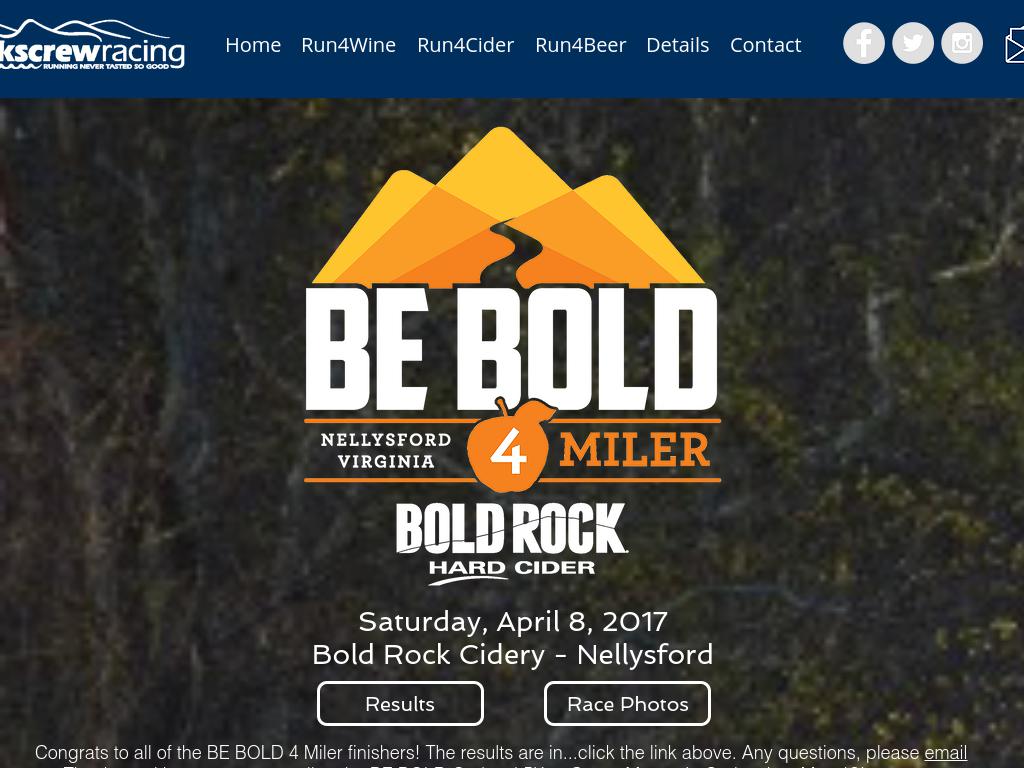 kscrewracing
RUNNING NEVER TASTED SO GOOD
Home Run4Wine Run4Cider Run4Beer Details Contact
BE BOLD
NELLYSFORD
VIRGINIA
4 MILER
BOLD ROCK
HARD CIDER
Saturday, April 8, 2017
Bold Rock Cidery - Nellysford
Results Race Photos
Congrats to all of the BE BOLD 4 Miler finishers! The results are in...click the link above. Any questions, please email